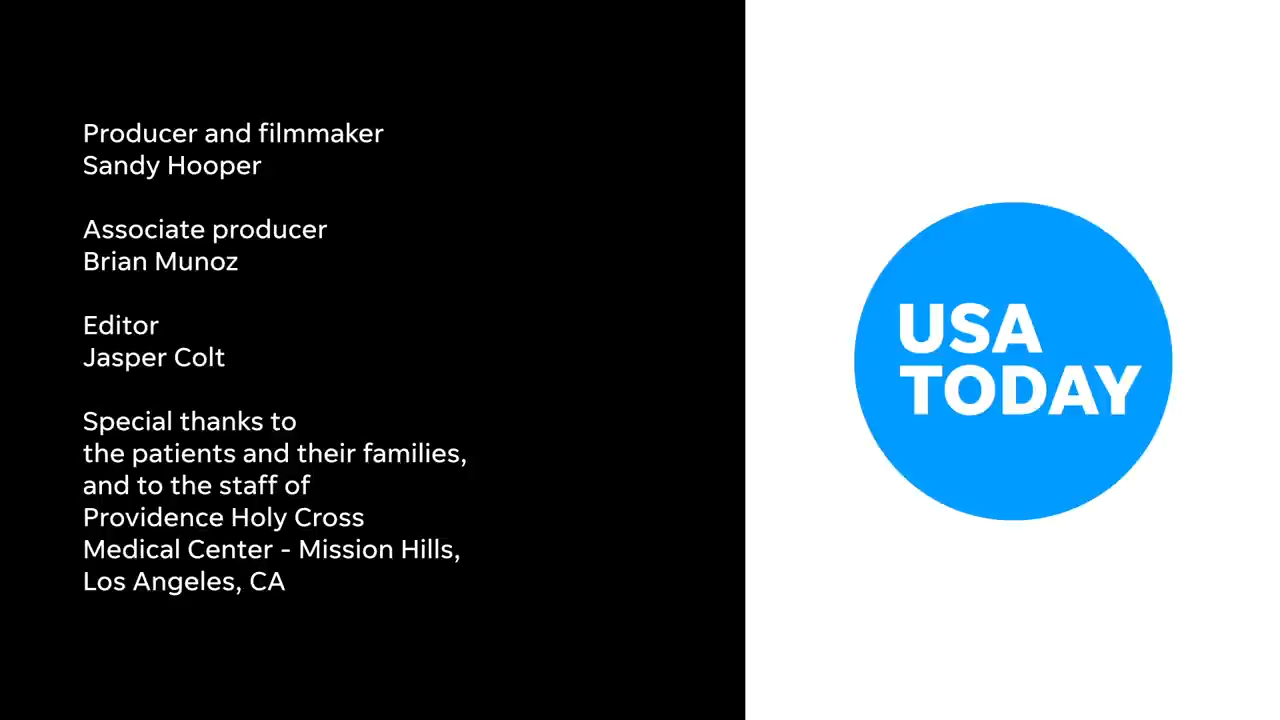 Producer and filmmaker
Sandy Hooper
Associate producer
Brian Munoz
Editor
Jasper Colt
Special thanks to
the patients and their families,
and to the staff of
Providence Holy Cross
Medical Center - Mission Hills,
Los Angeles, CA
USA
TODAY